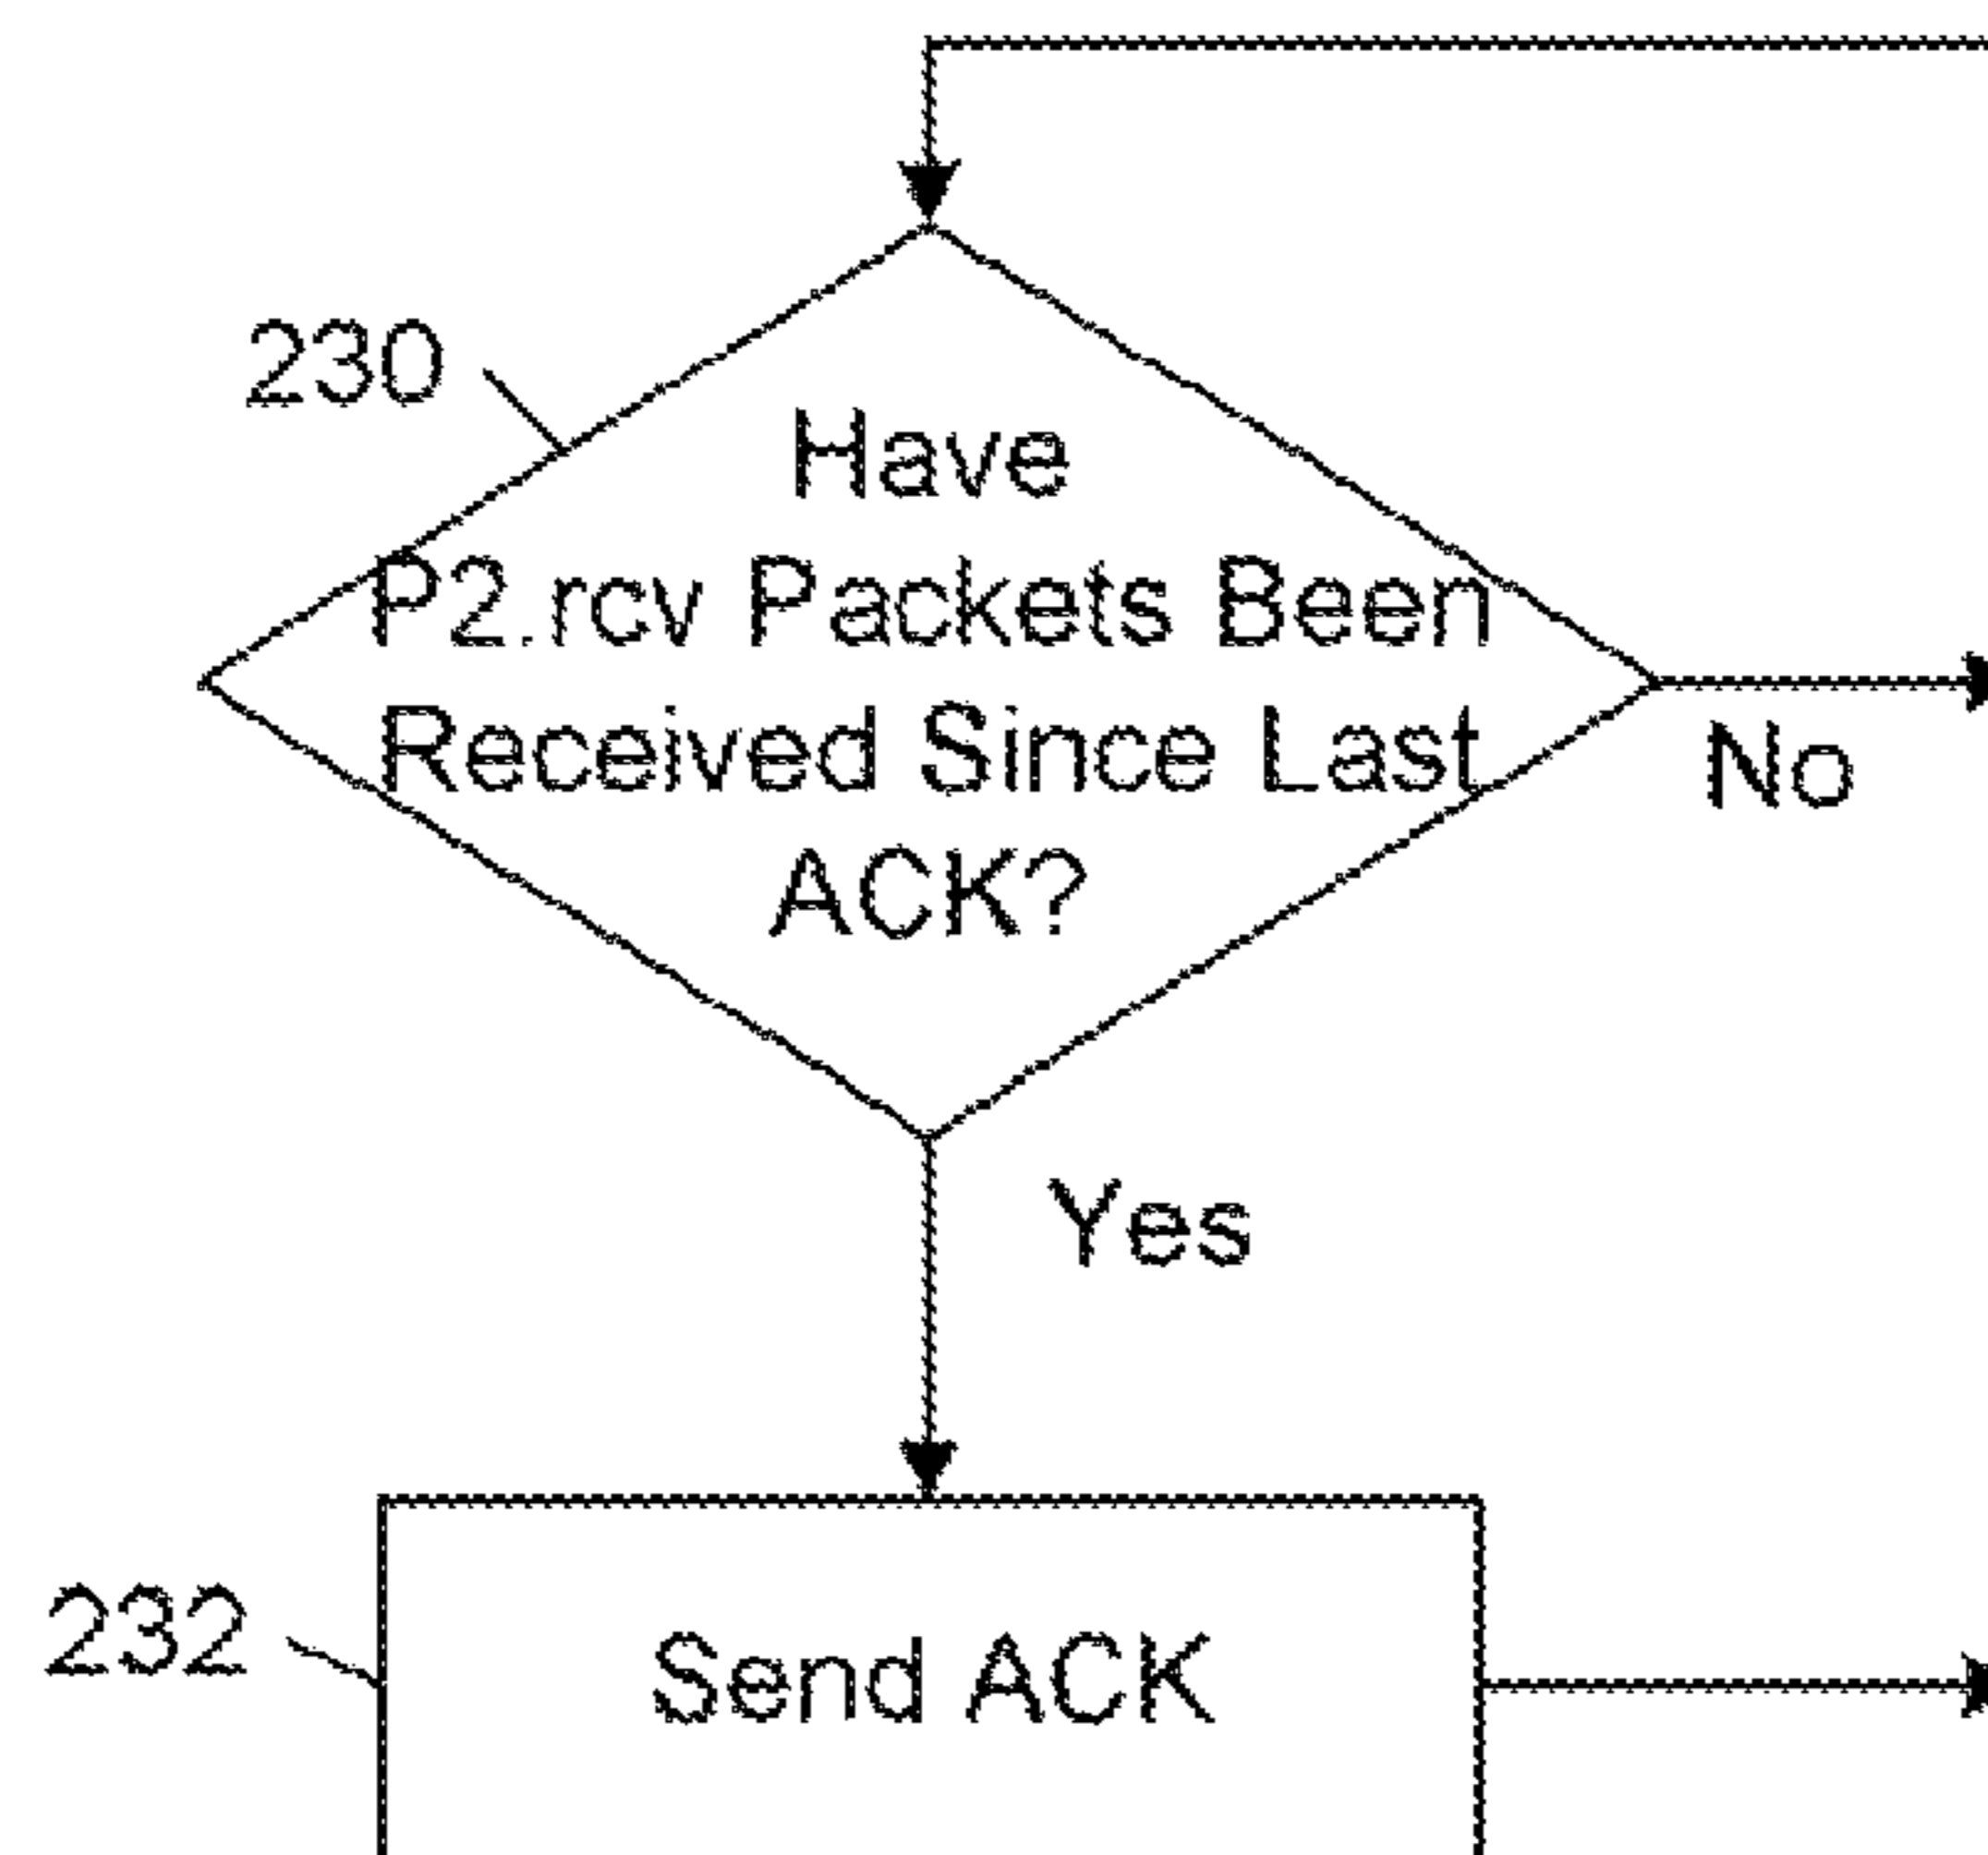 230
Have
P2.rcv Packets Been
Received Since Last
ACK?
No
Yes
232
Send ACK